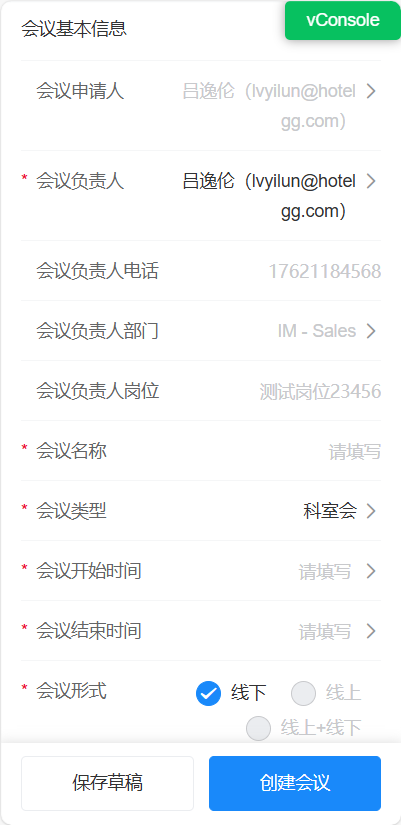 会议基本信息
vConsole
会议申请人
吕逸伦（lvyilun@hotel
gg.com）
* 会议负责人
吕逸伦（lvyilun@hotel
gg.com）
会议负责人电话 17621184568
会议负责人部门 IM - Sales
会议负责人岗位 测试岗位23456
* 会议名称 请填写
* 会议类型 科室会
* 会议开始时间 请填写
* 会议结束时间 请填写
* 会议形式 线下 线上
线上+线下
保存草稿 创建会议